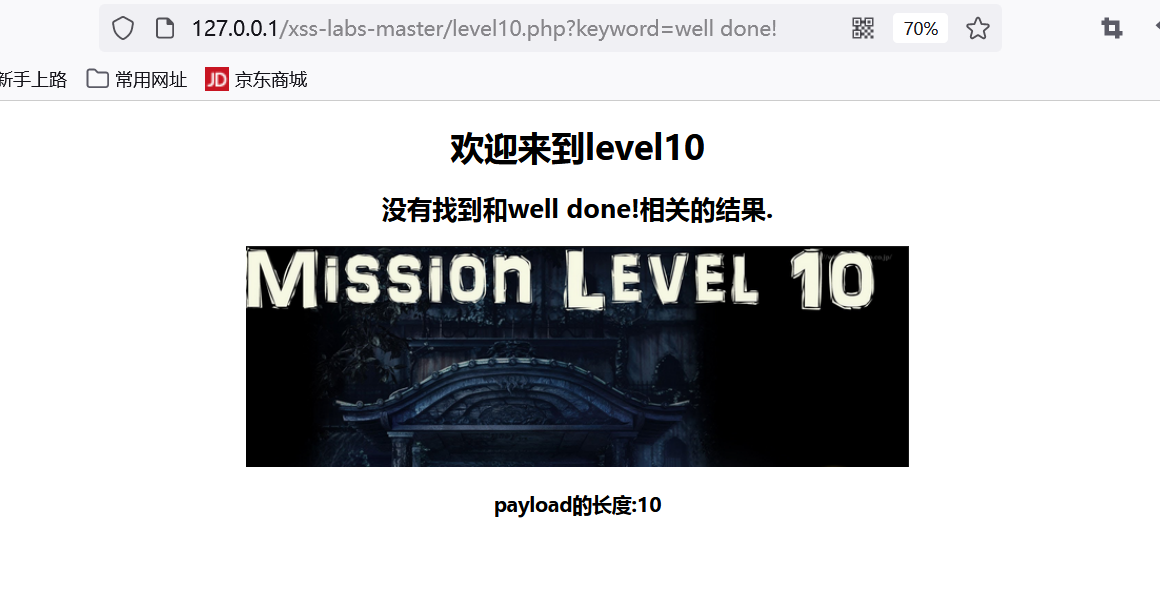 127.0.0.1/xss-labs-master/level10.php?keyword=well done!
70%
新手上路
常用网址
JD 京东商城
欢迎来到level10
没有找到和well done!相关的结果.
Mission Level 10
payload的长度:10